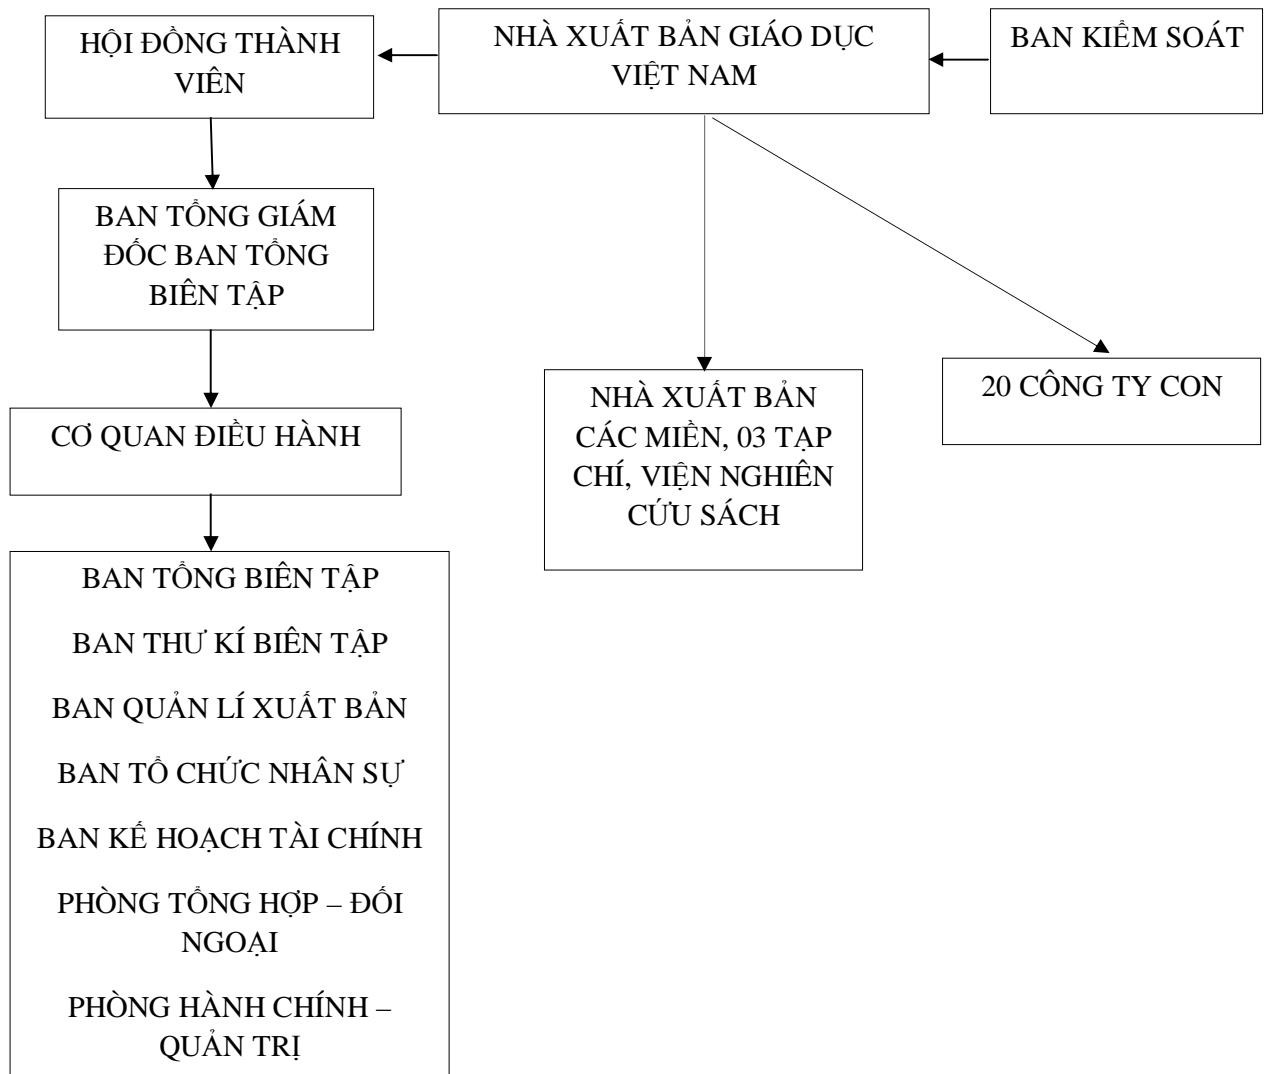 HỘI ĐỒNG THÀNH
VIÊN
NHÀ XUẤT BẢN GIÁO DỤC
VIỆT NAM
BAN KIỂM SOÁT
BAN TỔNG GIÁM
ĐỐC BAN TỔNG
BIÊN TẬP
CƠ QUAN ĐIỀU HÀNH
NHÀ XUẤT BẢN
CÁC MIỀN, 03 TẠP
CHÍ, VIỆN NGHIÊN
CỨU SÁCH
20 CÔNG TY CON
BAN TỔNG BIÊN TẬP
BAN THƯ KÍ BIÊN TẬP
BAN QUẢN LÍ XUẤT BẢN
BAN TỔ CHỨC NHÂN SỰ
BAN KẾ HOẠCH TÀI CHÍNH
PHÒNG TỔNG HỢP – ĐỐI
NGOẠI
PHÒNG HÀNH CHÍNH –
QUẢN TRỊ